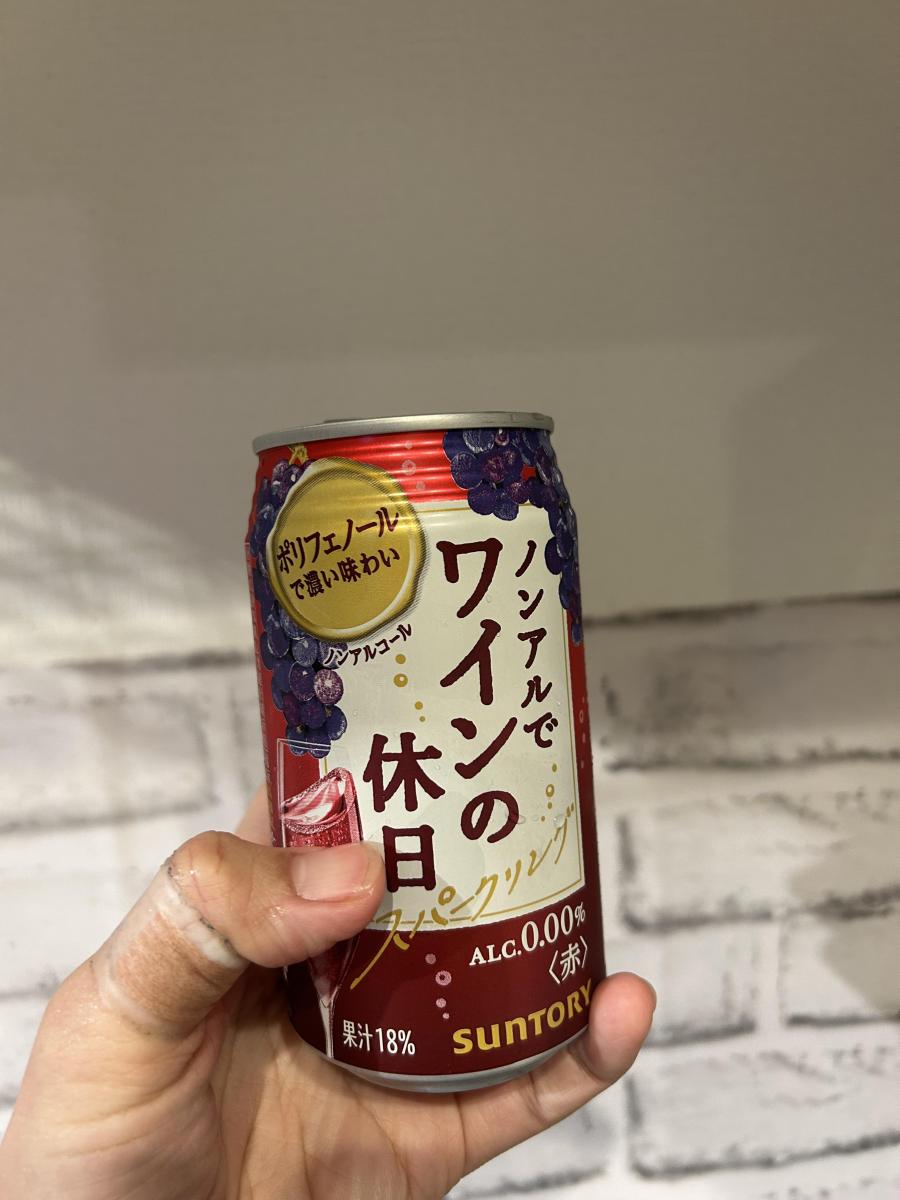 ポリフェノール
で濃い味わい
ノンアルコール
ノンアルで
ワインの
休日
スパークリング
ALC.0.00%
〈赤〉
果汁18%
SUNTORY